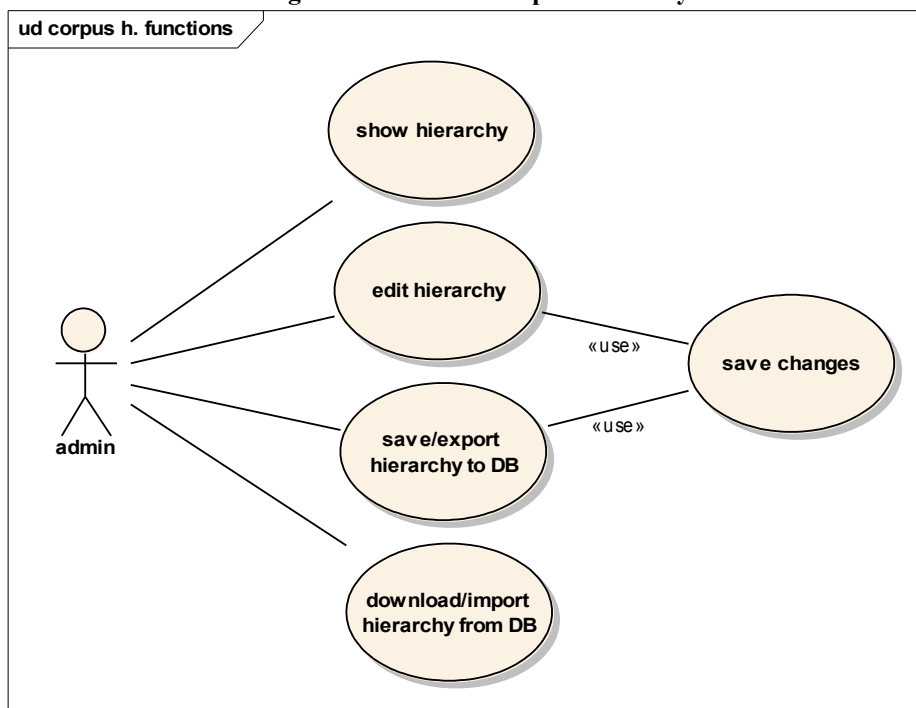 ud corpus h. functions
show hierarchy
edit hierarchy
«use»
save changes
admin
save/export
hierarchy to DB
«use»
download/import
hierarchy from DB